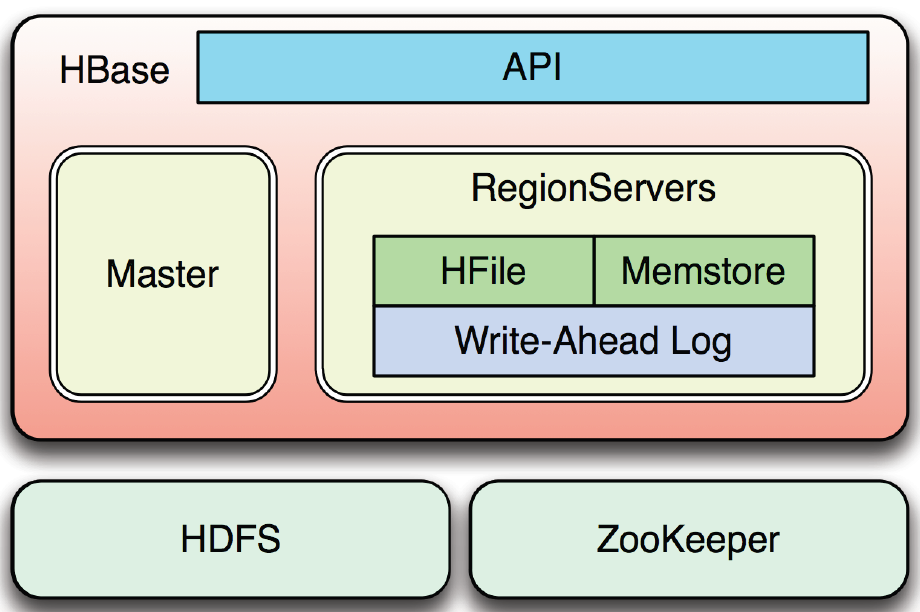 HBase
API
Master
RegionServers
HFile
Memstore
Write-Ahead Log
HDFS
ZooKeeper